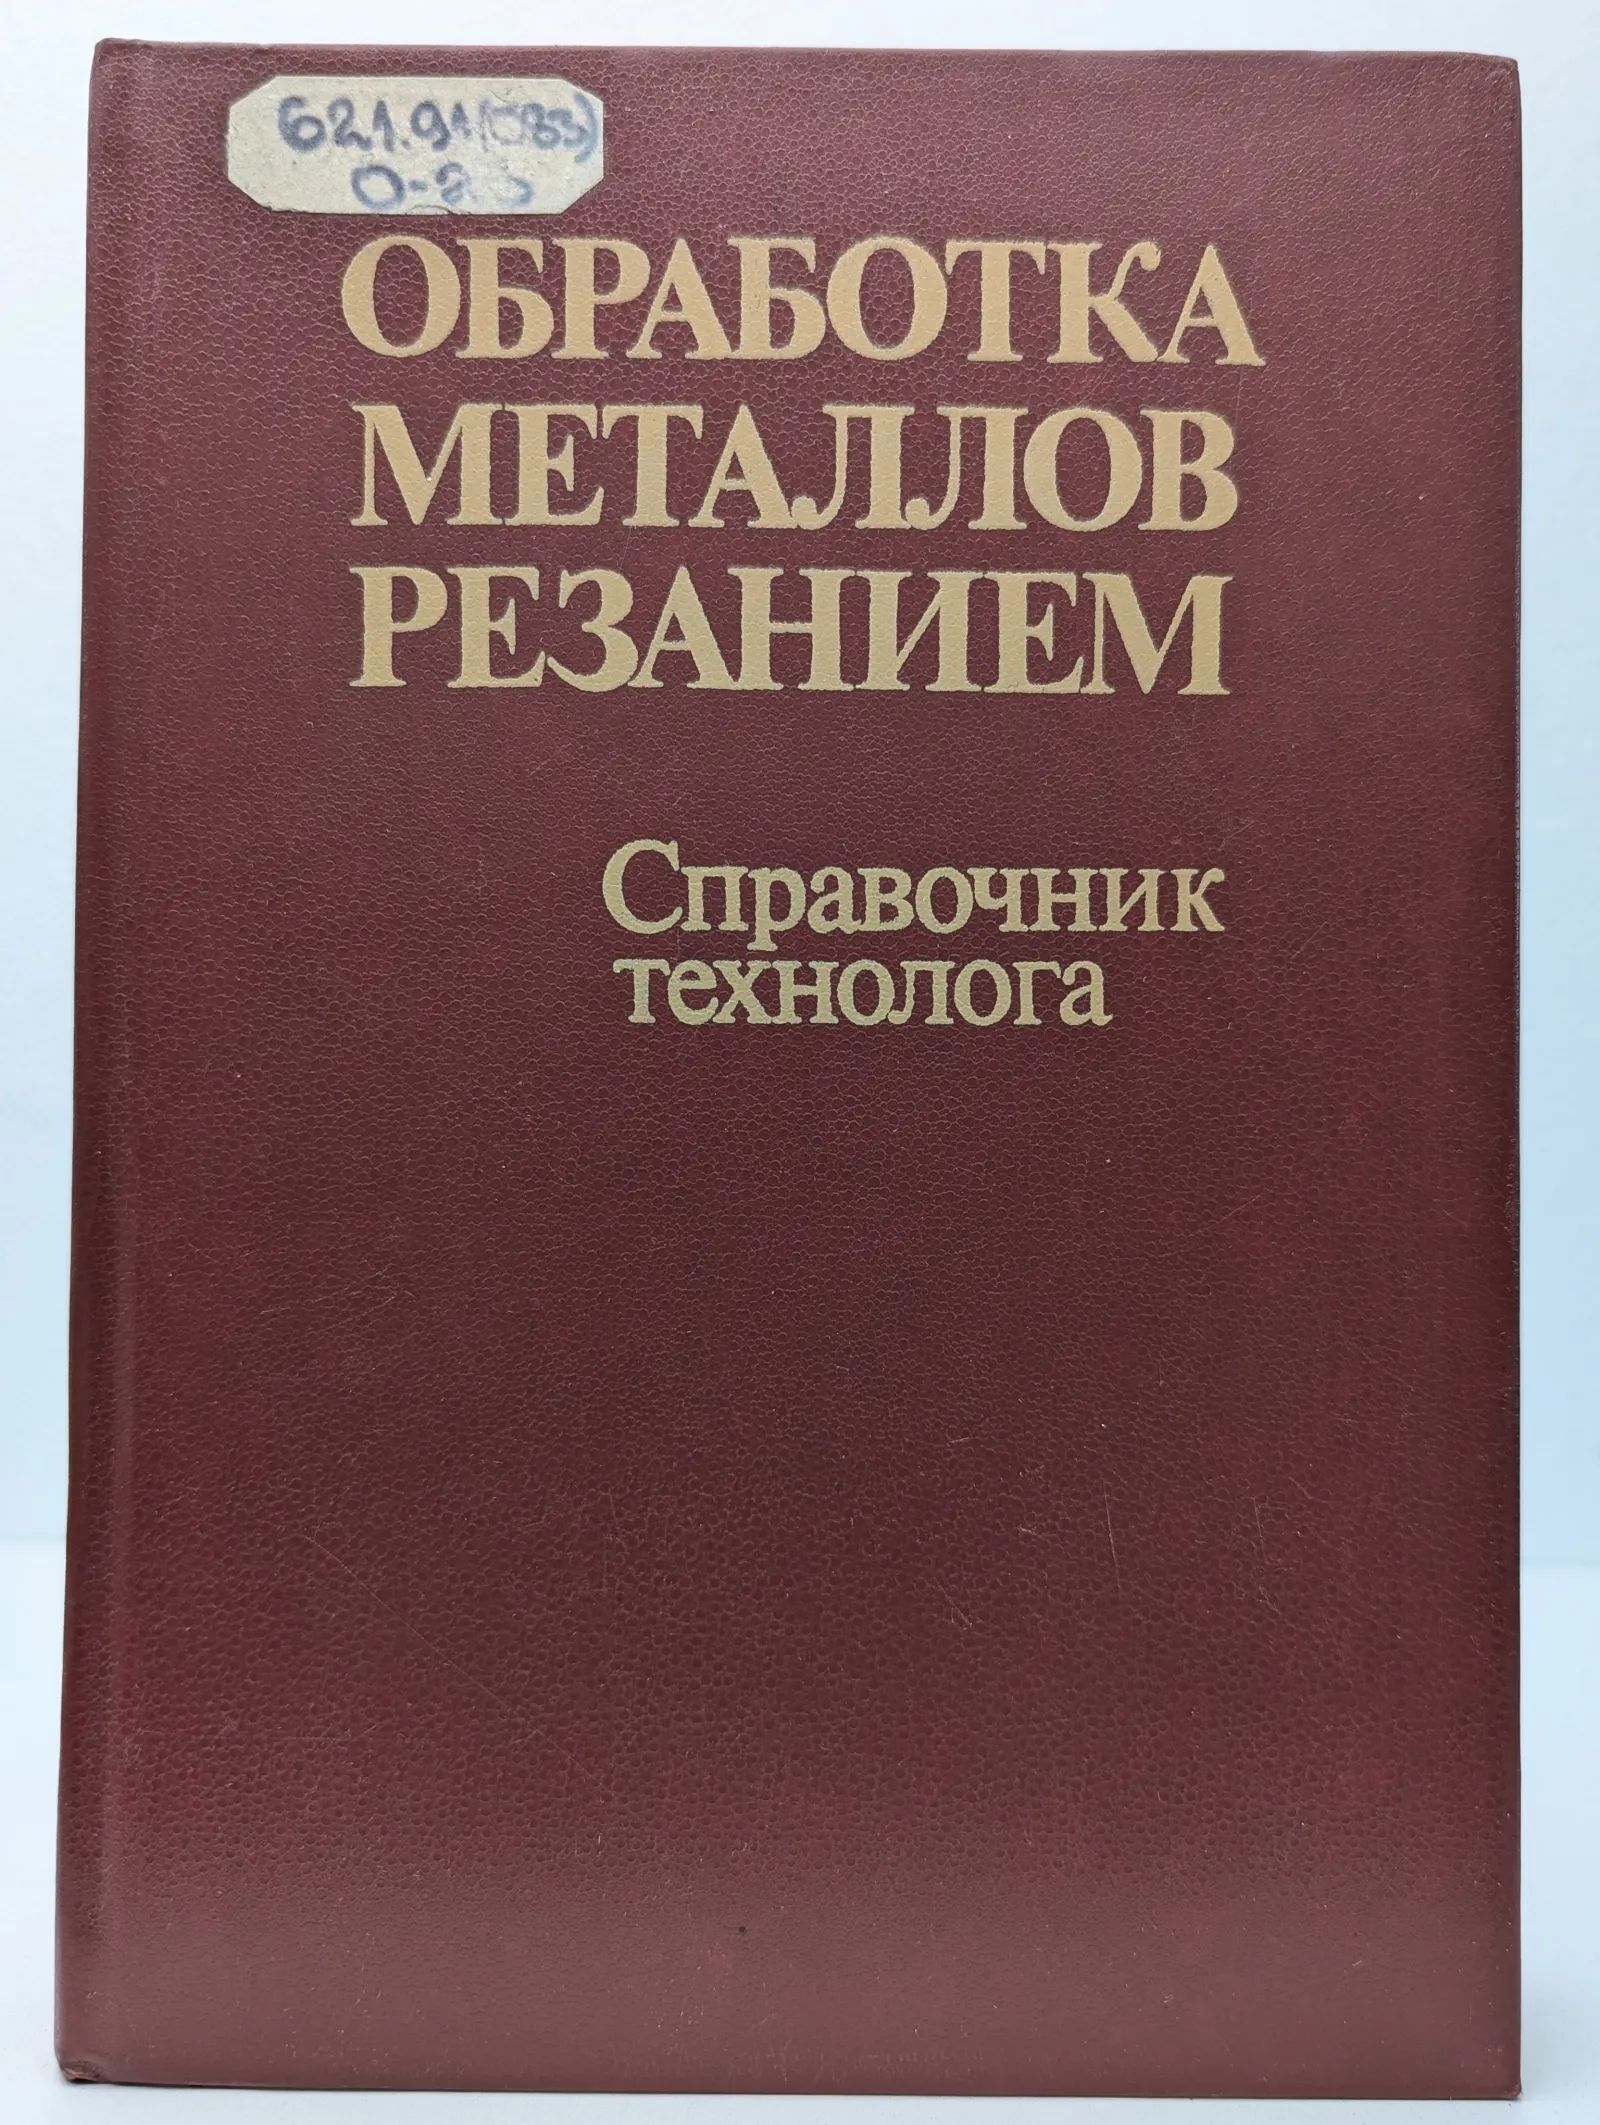 621.91(083)
ОБРАБОТКА
МЕТАЛЛОВ
РЕЗАНИЕМ
Справочник
технолога